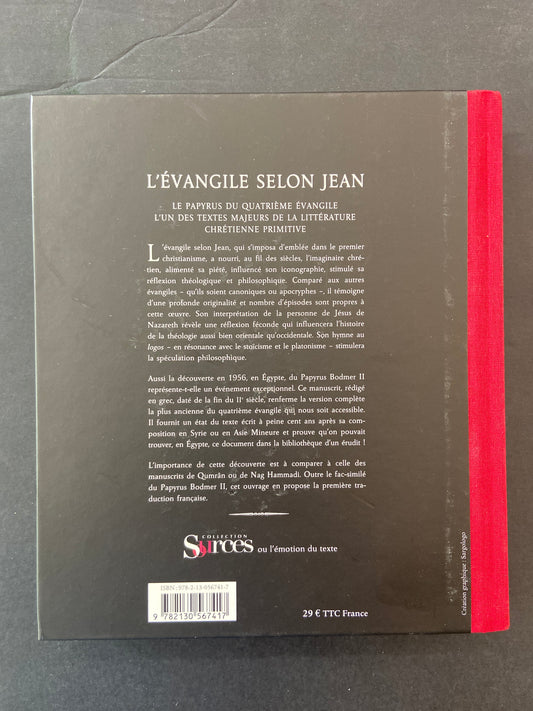 L'ÉVANGILE SELON JEAN
LE PAPYRUS DU QUATRIÈME ÉVANGILE
L'UN DES TEXTES MAJEURS DE LA LITTÉRATURE
CHRÉTIENNE PRIMITIVE
L'évangile selon Jean, qui s'imposa d'emblée dans le premier
christianisme, a nourri, au fil des siècles, l'imaginaire chré-
tien, alimenté sa piété, influencé son iconographie, stimulé sa
réflexion théologique et philosophique. Comparé aux autres
évangiles – qu'ils soient canoniques ou apocryphes –, il témoigne
d'une profonde originalité et nombre d'épisodes sont propres à
cette œuvre. Son interprétation de la personne de Jésus de
Nazareth révèle une réflexion féconde qui influencera l'histoire
de la théologie aussi bien orientale qu'occidentale. Son hymne au
logos – en résonance avec le stoïcisme et le platonisme – stimulera
la spéculation philosophique.
Aussi la découverte en 1956, en Égypte, du Papyrus Bodmer II
représente-t-elle un événement exceptionnel. Ce manuscrit, rédigé
en grec, daté de la fin du IIe siècle, renferme la version complète
la plus ancienne du quatrième évangile qui nous soit accessible.
Il fournit un état du texte écrit à peine cent ans après sa com-
position en Syrie ou en Asie Mineure et prouve qu'on pouvait
trouver, en Égypte, ce document dans la bibliothèque d'un érudit !
L'importance de cette découverte est à comparer à celle des
manuscrits de Qumrân ou de Nag Hammadi. Outre le fac-similé
du Papyrus Bodmer II, cet ouvrage en propose la première tra-
duction française.
COLLECTION
Sources ou l'émotion du texte
ISBN : 978-2-13-056741-7
9 782130 567417
29 € TTC France
Création graphique : Sargologo